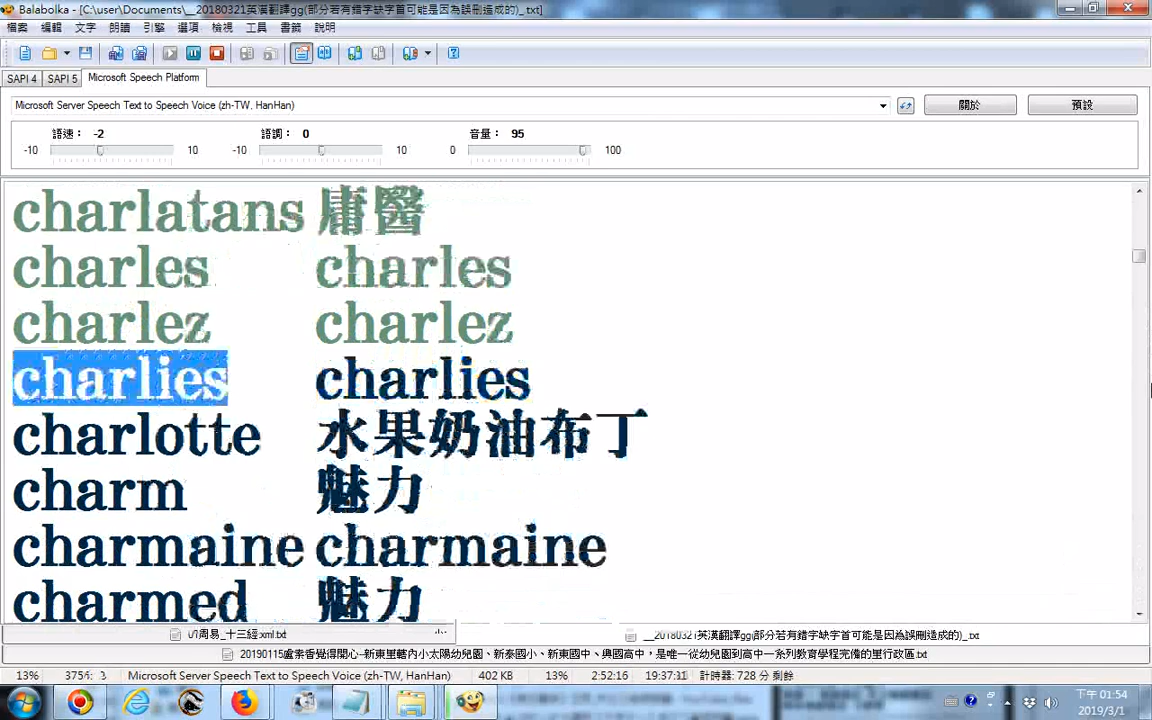 Balabolka - [C:\user\Documents\__20180321英漢翻譯gg(部分若有錯字缺字首可能是因為誤刪造成的)_.txt]
檔案 編輯 文字 朗讀 引擎 選項 檢視 工具 書籤 說明
SAPI 4 SAPI 5 Microsoft Speech Platform
Microsoft Server Speech Text to Speech Voice (zh-TW, HanHan) 關於 預設
語速： -2 語調： 0 音量： 95
-10 10 -10 10 0 100
charlatans 庸醫
charles charles
charlez charlez
charlies charlies
charlotte 水果奶油布丁
charm 魅力
charmaine charmaine
charmed 魅力
周易_十三經.xml.txt __20180321英漢翻譯gg(部分若有錯字缺字首可能是因為誤刪造成的)_.txt
20190115盧素香覺得開心~新東里轄內小太陽幼兒園、新泰國小、新東國中、興國高中，是唯一從幼兒園到高中一系列教育學程完備的里行政區.txt
13% Microsoft Server Speech Text to Speech Voice (zh-TW, HanHan) 402 KB 13% 2:52:16 19:37:11 計時器: 728 分 剩餘
下午 01:54
2019/3/1